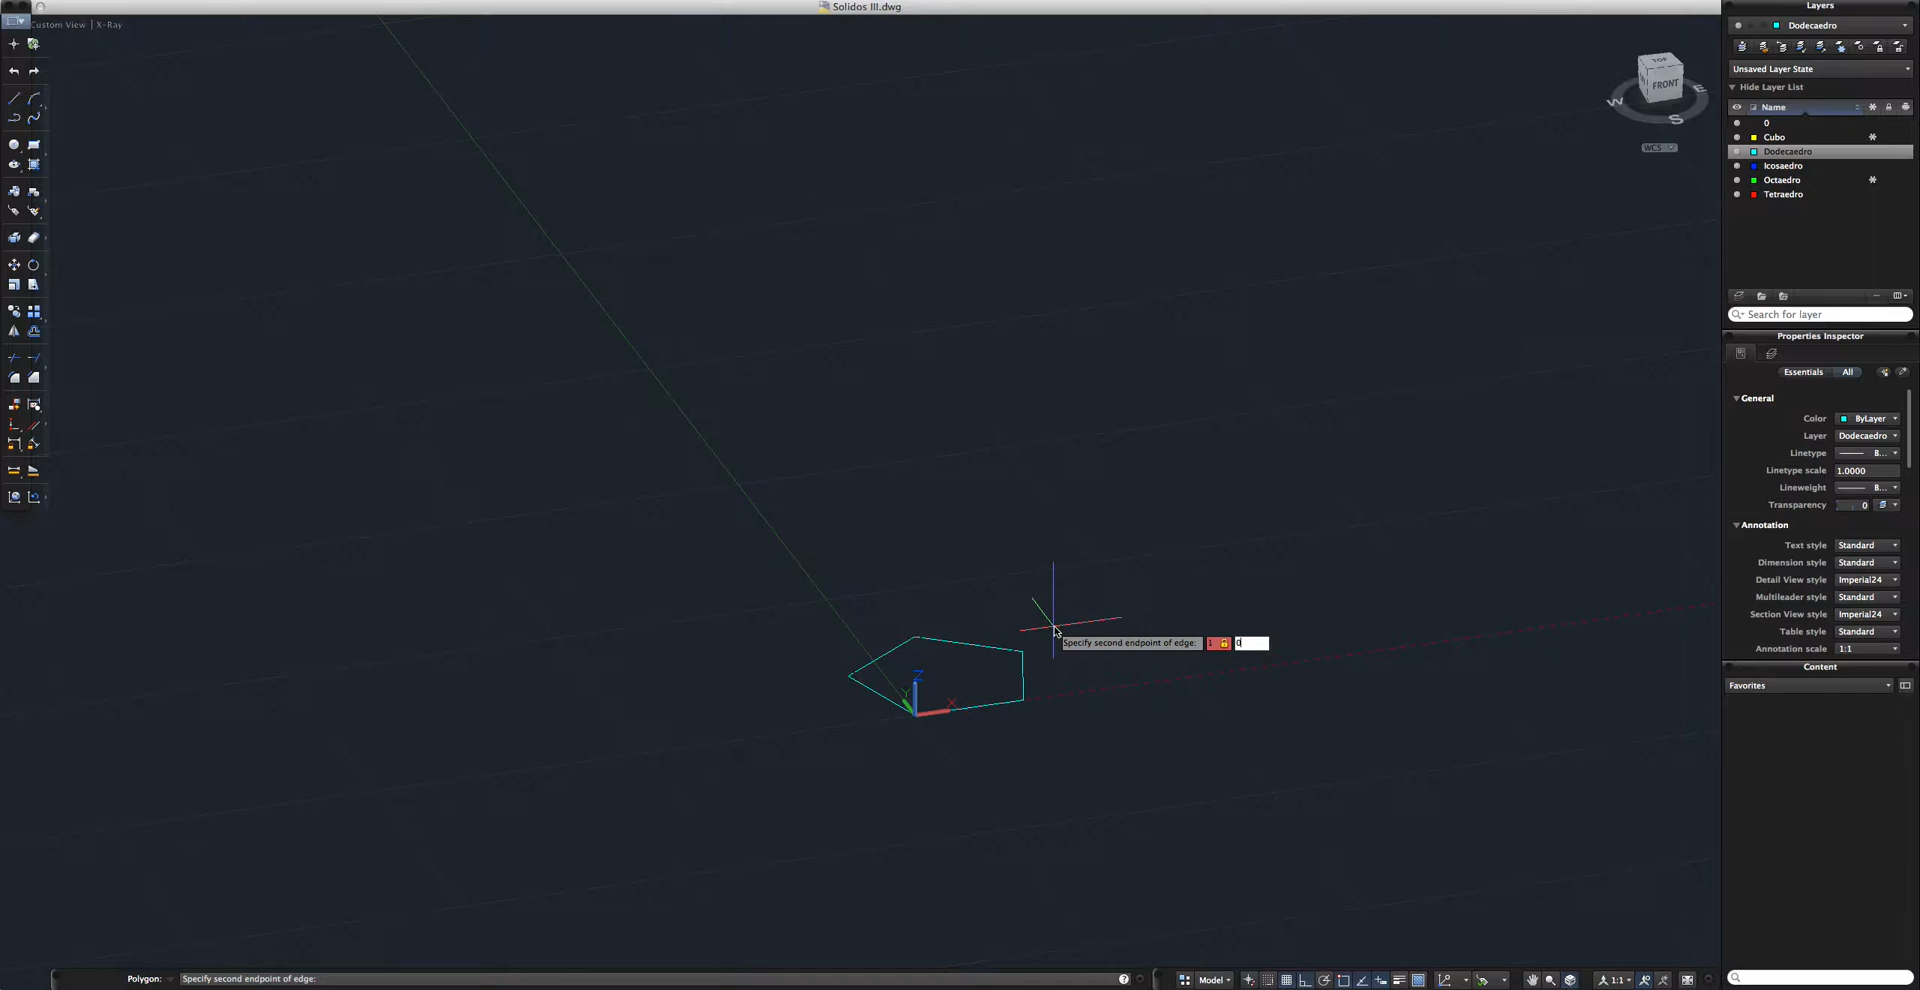 Solidos III.dwg
Custom View | X-Ray
TOP
FRONT
W
E
S
WCS
Z
Y
X
Specify second endpoint of edge: 1 0
Polygon: Specify second endpoint of edge:
?
Model
1:1
Layers
Dodecaedro
Unsaved Layer State
Hide Layer List
Name
0
Cubo
Dodecaedro
Icosaedro
Octaedro
Tetraedro
Search for layer
Properties Inspector
Essentials All
General
Color ByLayer
Layer Dodecaedro
Linetype B...
Linetype scale 1.0000
Lineweight B...
Transparency 0
Annotation
Text style Standard
Dimension style Standard
Detail View style Imperial24
Multileader style Standard
Section View style Imperial24
Table style Standard
Annotation scale 1:1
Content
Favorites